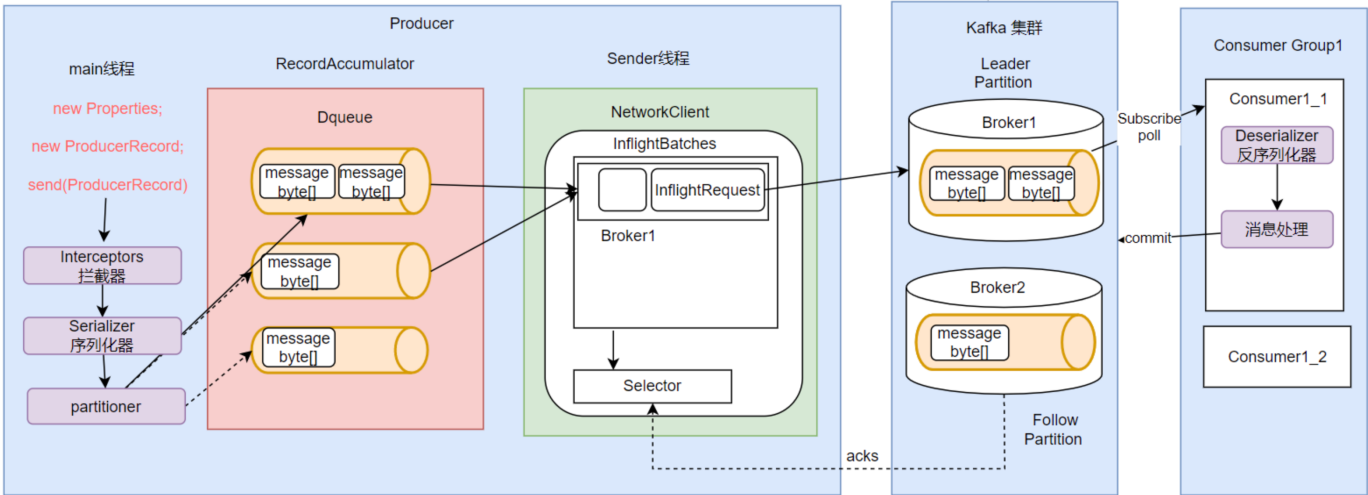 Producer
main线程
new Properties;
new ProducerRecord;
send(ProducerRecord)
Interceptors
拦截器
Serializer
序列化器
partitioner
RecordAccumulator
Dqueue
message
byte[]
message
byte[]
message
byte[]
message
byte[]
Sender线程
NetworkClient
InflightBatches
InflightRequest
Broker1
Selector
acks
Kafka 集群
Leader
Partition
Broker1
message
byte[]
message
byte[]
Broker2
message
byte[]
Follow
Partition
Subscribe
poll
commit
Consumer Group1
Consumer1_1
Deserializer
反序列化器
消息处理
Consumer1_2